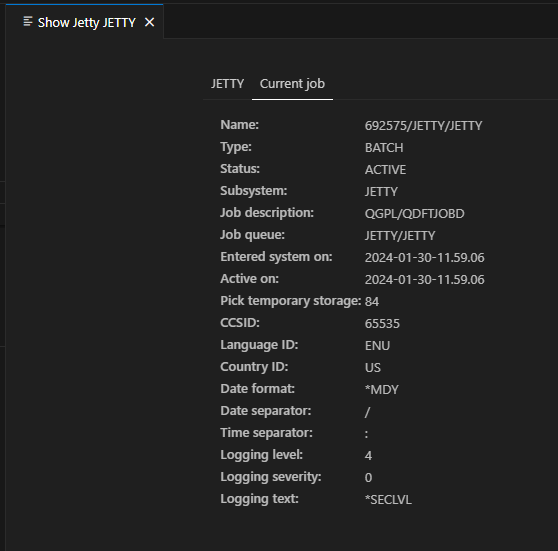 Show Jetty JETTY
JETTY Current job
Name: 692575/JETTY/JETTY
Type: BATCH
Status: ACTIVE
Subsystem: JETTY
Job description: QGPL/QDFTJOBD
Job queue: JETTY/JETTY
Entered system on: 2024-01-30-11.59.06
Active on: 2024-01-30-11.59.06
Pick temporary storage: 84
CCSID: 65535
Language ID: ENU
Country ID: US
Date format: *MDY
Date separator: /
Time separator: :
Logging level: 4
Logging severity: 0
Logging text: *SECLVL